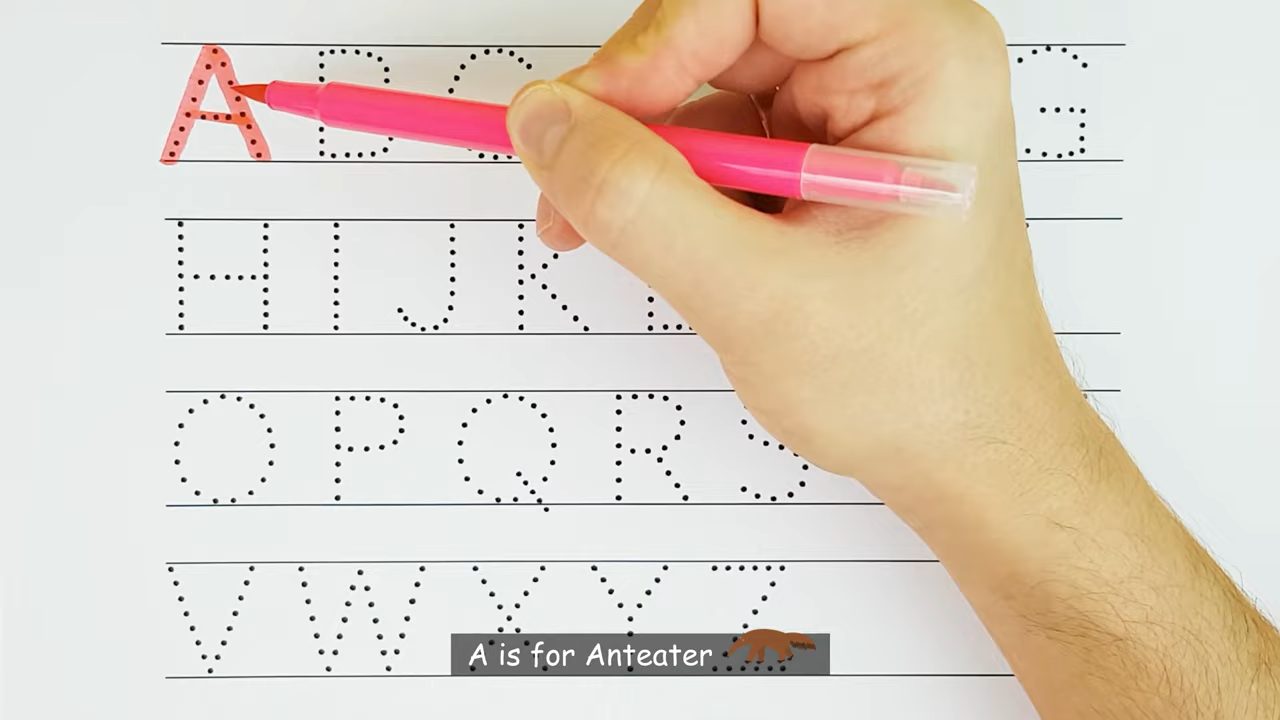 A B C G
H I J K L
O P Q R S
V W X Y Z
A is for Anteater